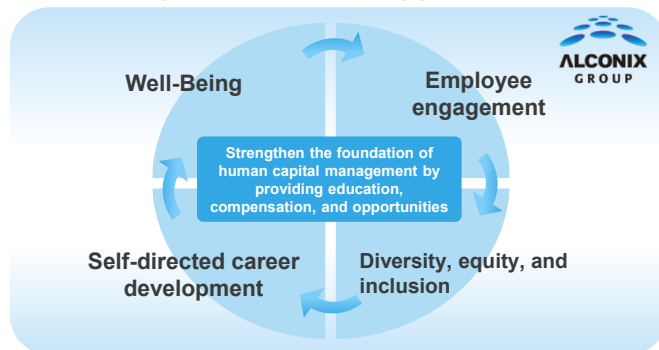 Well-Being
Employee
engagement
ALCONIX
GROUP
Strengthen the foundation of
human capital management by
providing education,
compensation, and opportunities
Self-directed career
development
Diversity, equity, and
inclusion